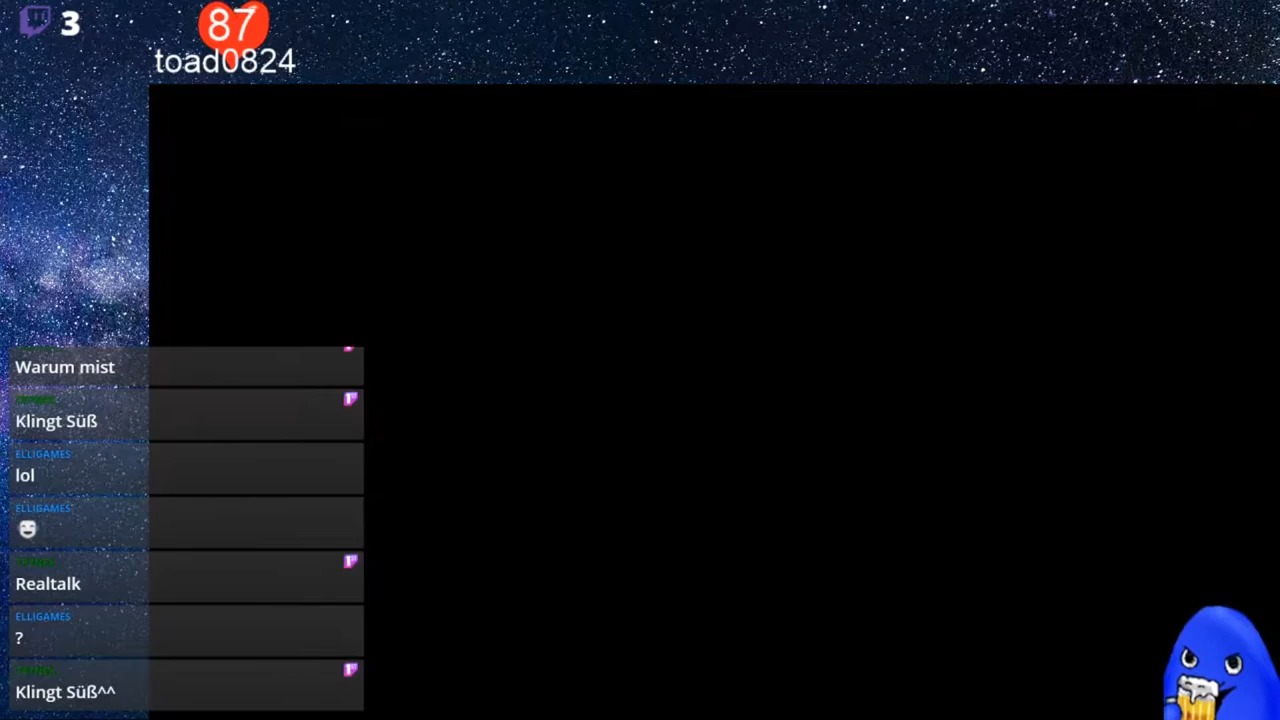 3
87
toad0824
Warum mist
Klingt Süß
ELLIGAMES
lol
ELLIGAMES
Realtalk
ELLIGAMES
?
Klingt Süß^^